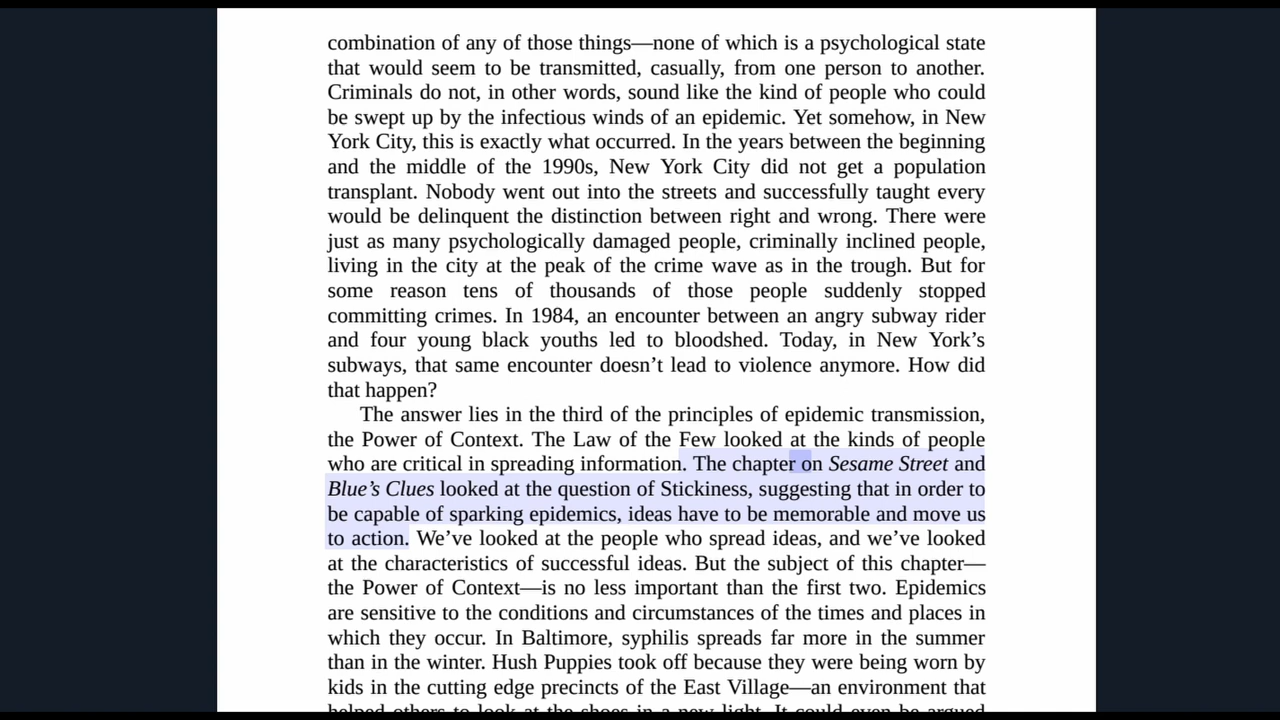 combination of any of those things—none of which is a psychological state
that would seem to be transmitted, casually, from one person to another.
Criminals do not, in other words, sound like the kind of people who could
be swept up by the infectious winds of an epidemic. Yet somehow, in New
York City, this is exactly what occurred. In the years between the beginning
and the middle of the 1990s, New York City did not get a population
transplant. Nobody went out into the streets and successfully taught every
would be delinquent the distinction between right and wrong. There were
just as many psychologically damaged people, criminally inclined people,
living in the city at the peak of the crime wave as in the trough. But for
some reason tens of thousands of those people suddenly stopped
committing crimes. In 1984, an encounter between an angry subway rider
and four young black youths led to bloodshed. Today, in New York’s
subways, that same encounter doesn’t lead to violence anymore. How did
that happen?
The answer lies in the third of the principles of epidemic transmission,
the Power of Context. The Law of the Few looked at the kinds of people
who are critical in spreading information. The chapter on Sesame Street and
Blue’s Clues looked at the question of Stickiness, suggesting that in order to
be capable of sparking epidemics, ideas have to be memorable and move us
to action. We’ve looked at the people who spread ideas, and we’ve looked
at the characteristics of successful ideas. But the subject of this chapter—
the Power of Context—is no less important than the first two. Epidemics
are sensitive to the conditions and circumstances of the times and places in
which they occur. In Baltimore, syphilis spreads far more in the summer
than in the winter. Hush Puppies took off because they were being worn by
kids in the cutting edge precincts of the East Village—an environment that
helped others to look at the shoes in a new light. It could even be argued